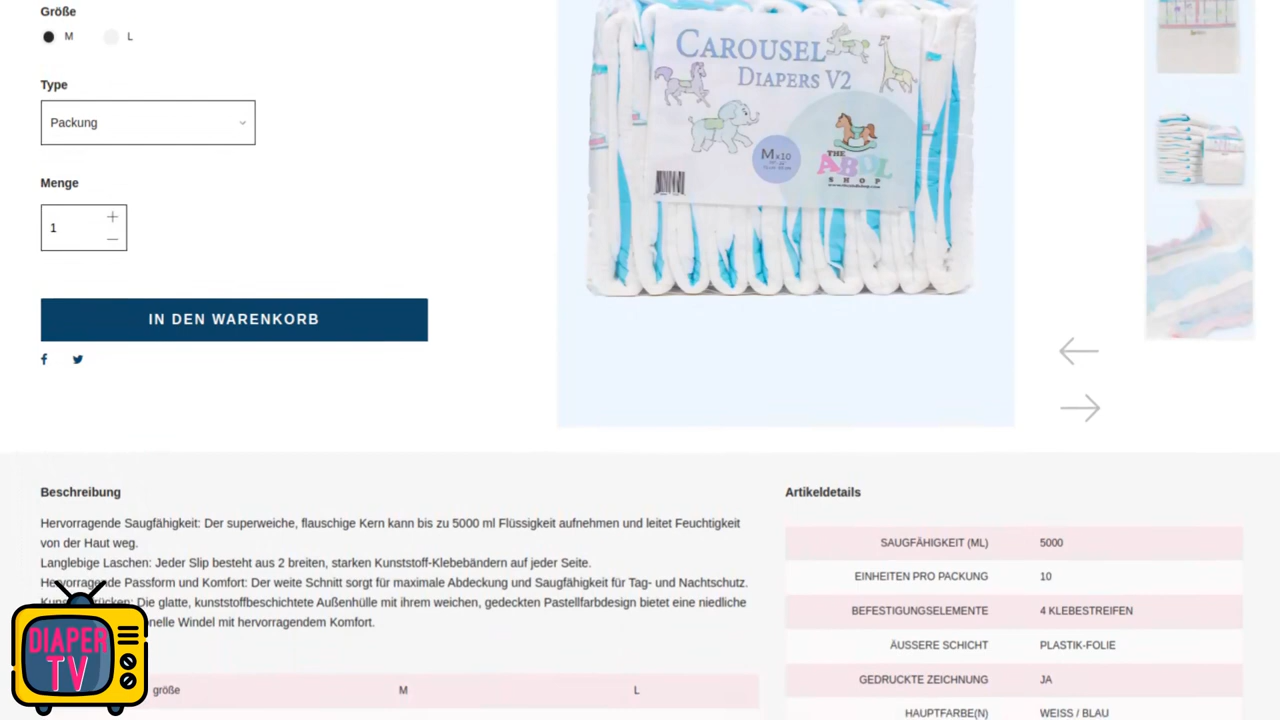 Größe
M
L
Type
Packung
Menge
1
IN DEN WARENKORB
CAROUSEL
DIAPERS V2
Mx10
THE
ABDL
SHOP
Beschreibung
Hervorragende Saugfähigkeit: Der superweiche, flauschige Kern kann bis zu 5000 ml Flüssigkeit aufnehmen und leitet Feuchtigkeit
von der Haut weg.
Langlebige Laschen: Jeder Slip besteht aus 2 breiten, starken Kunststoff-Klebebändern auf jeder Seite.
Hervorragende Passform und Komfort: Der weite Schnitt sorgt für maximale Abdeckung und Saugfähigkeit für Tag- und Nachtschutz.
Die glatte, kunststoffbeschichtete Außenhülle mit ihrem weichen, gedeckten Pastellfarbdesign bietet eine niedliche
nelle Windel mit hervorragendem Komfort.
größe M L
Artikeldetails
SAUGFÄHIGKEIT (ML) 5000
EINHEITEN PRO PACKUNG 10
BEFESTIGUNGSELEMENTE 4 KLEBESTREIFEN
ÄUSSERE SCHICHT PLASTIK-FOLIE
GEDRUCKTE ZEICHNUNG JA
HAUPTFARBE(N) WEISS / BLAU
DIAPER
TV